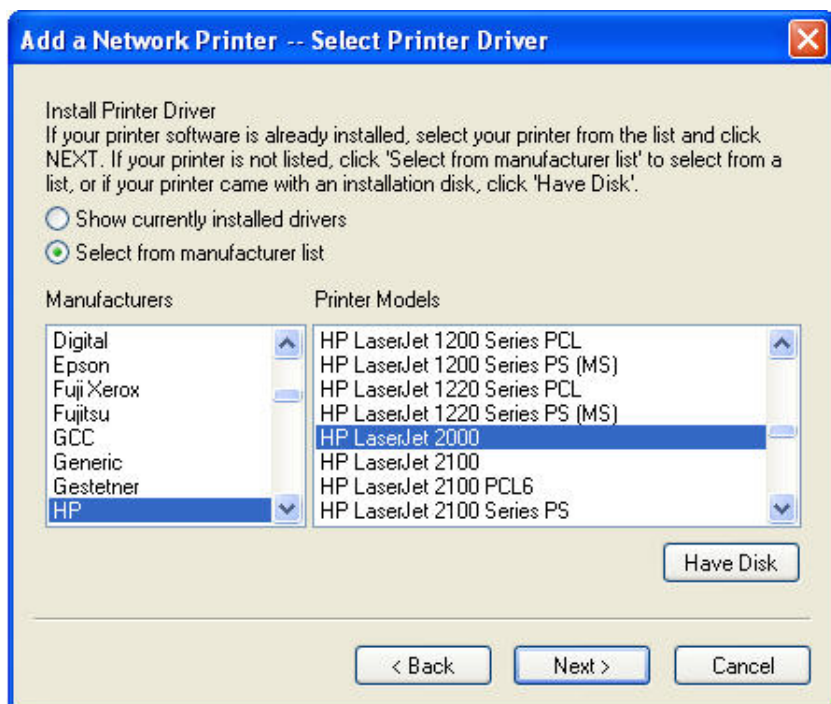 Add a Network Printer -- Select Printer Driver
Install Printer Driver
If your printer software is already installed, select your printer from the list and click
NEXT. If your printer is not listed, click 'Select from manufacturer list' to select from a
list, or if your printer came with an installation disk, click 'Have Disk'.
Show currently installed drivers
Select from manufacturer list
Manufacturers
Digital
Epson
Fuji Xerox
Fujitsu
GCC
Generic
Gestetner
HP
Printer Models
HP LaserJet 1200 Series PCL
HP LaserJet 1200 Series PS (MS)
HP LaserJet 1220 Series PCL
HP LaserJet 1220 Series PS (MS)
HP LaserJet 2000
HP LaserJet 2100
HP LaserJet 2100 PCL6
HP LaserJet 2100 Series PS
Have Disk
< Back
Next >
Cancel